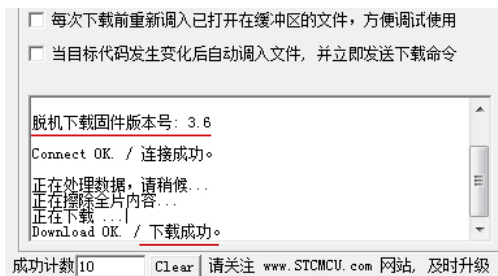 每次下载前重新调入已打开在缓冲区的文件，方便调试使用
当目标代码发生变化后自动调入文件, 并立即发送下载命令
脱机下载固件版本号: 3.6
Connect OK. / 连接成功。
正在处理数据, 请稍候...
正在擦除全片内容...
正在下载 ...
Download OK. / 下载成功。
成功计数 10 Clear 请关注 www.STCMCU.com 网站, 及时升级